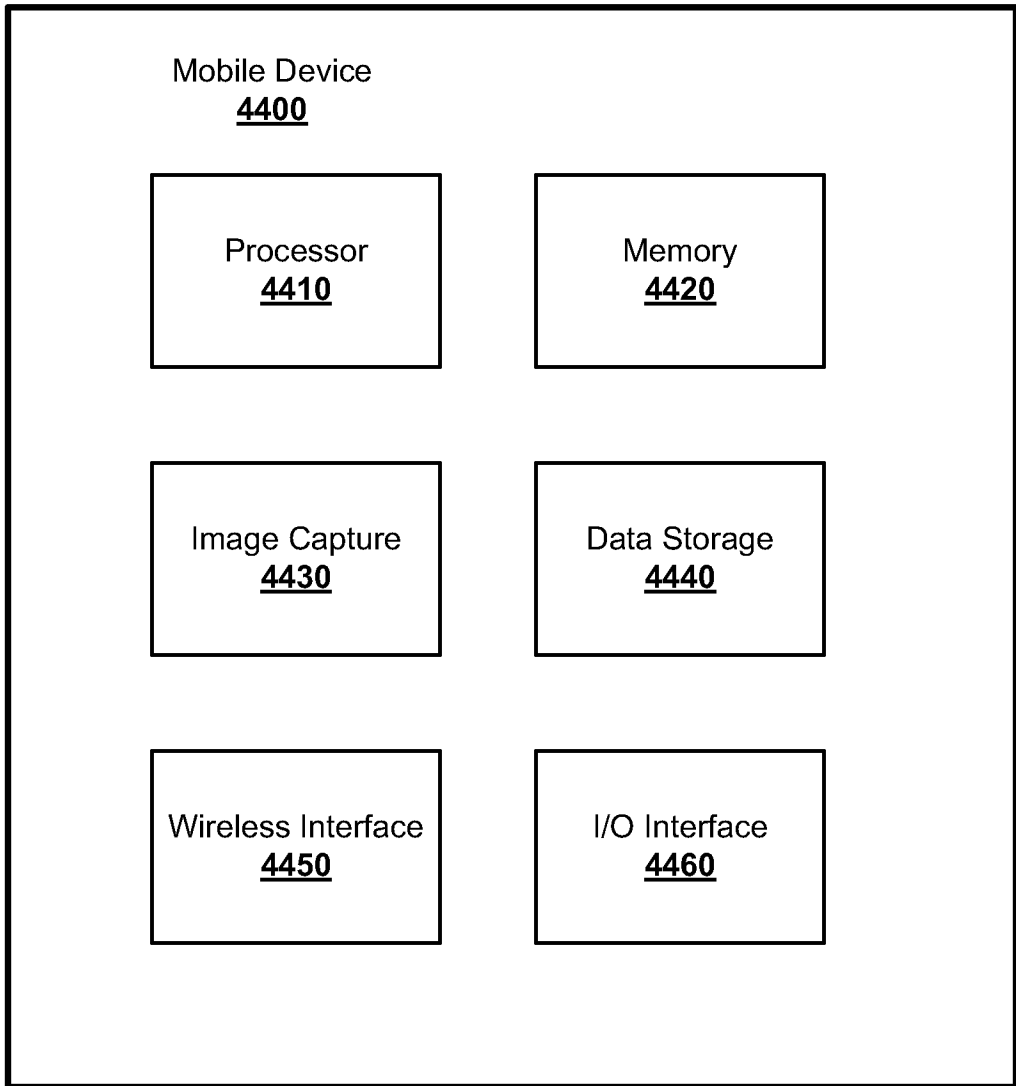 Mobile Device
4400
Processor
4410
Memory
4420
Image Capture
4430
Data Storage
4440
Wireless Interface
4450
I/O Interface
4460